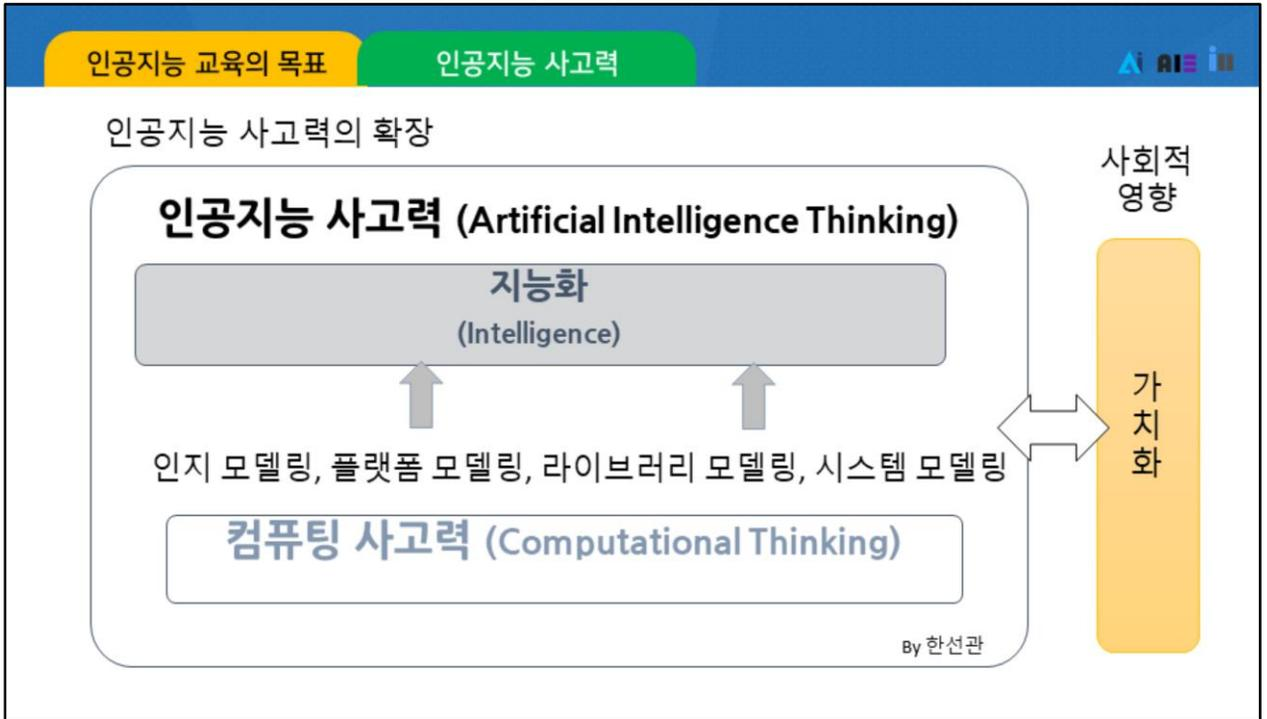 인공지능 교육의 목표
인공지능 사고력
Ai AIE in
인공지능 사고력의 확장
사회적
영향
인공지능 사고력 (Artificial Intelligence Thinking)
지능화
(Intelligence)
가
치
화
인지 모델링, 플랫폼 모델링, 라이브러리 모델링, 시스템 모델링
컴퓨팅 사고력 (Computational Thinking)
By 한선관